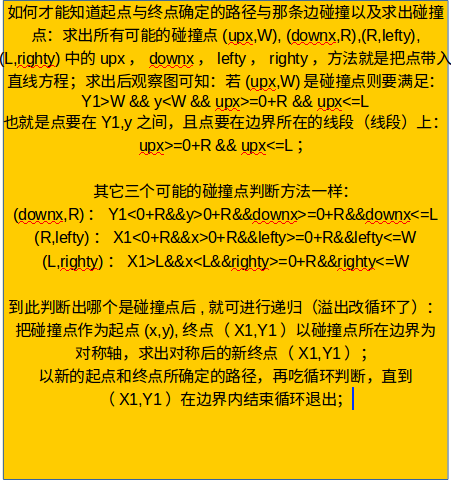 如何才能知道起点与终点确定的路径与那条边碰撞以及求出碰撞
点：求出所有可能的碰撞点 (upx,W), (downx,R),(R,lefty),
(L,righty) 中的 upx ， downx ， lefty ， righty ，方法就是把点带入
直线方程；求出后观察图可知：若 (upx,W) 是碰撞点则要满足：
Y1>W && y<W && upx>=0+R && upx<=L
也就是点要在 Y1,y 之间，且点要在边界所在的线段（线段）上：
upx>=0+R && upx<=L ；
其它三个可能的碰撞点判断方法一样：
(downx,R) ： Y1<0+R&&y>0+R&&downx>=0+R&&downx<=L
(R,lefty) ： X1<0+R&&x>0+R&&lefty>=0+R&&lefty<=W
(L,righty) ： X1>L&&x<L&&righty>=0+R&&righty<=W
到此判断出哪个是碰撞点后 , 就可进行递归（溢出改循环了）：
把碰撞点作为起点 (x,y), 终点（ X1,Y1 ）以碰撞点所在边界为
对称轴，求出对称后的新终点（ X1,Y1 ）；
以新的起点和终点所确定的路径，再吃循环判断，直到
（ X1,Y1 ）在边界内结束循环退出；